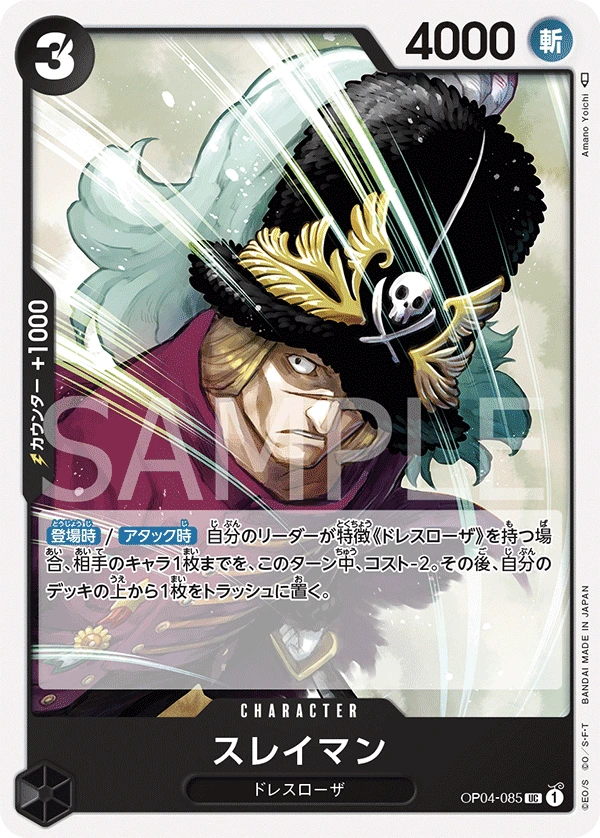 3
4000
斬
Amano Yoichi
カウンター +1000
SAMPLE
登場時 / アタック時 自分のリーダーが特徴《ドレスローザ》を持つ場
合、相手のキャラ1枚までを、このターン中、コスト-2。その後、自分の
デッキの上から1枚をトラッシュに置く。
CHARACTER
スレイマン
ドレスローザ
OP04-085 UC 1
©EO/S ©O/S・F・T BANDAI MADE IN JAPAN